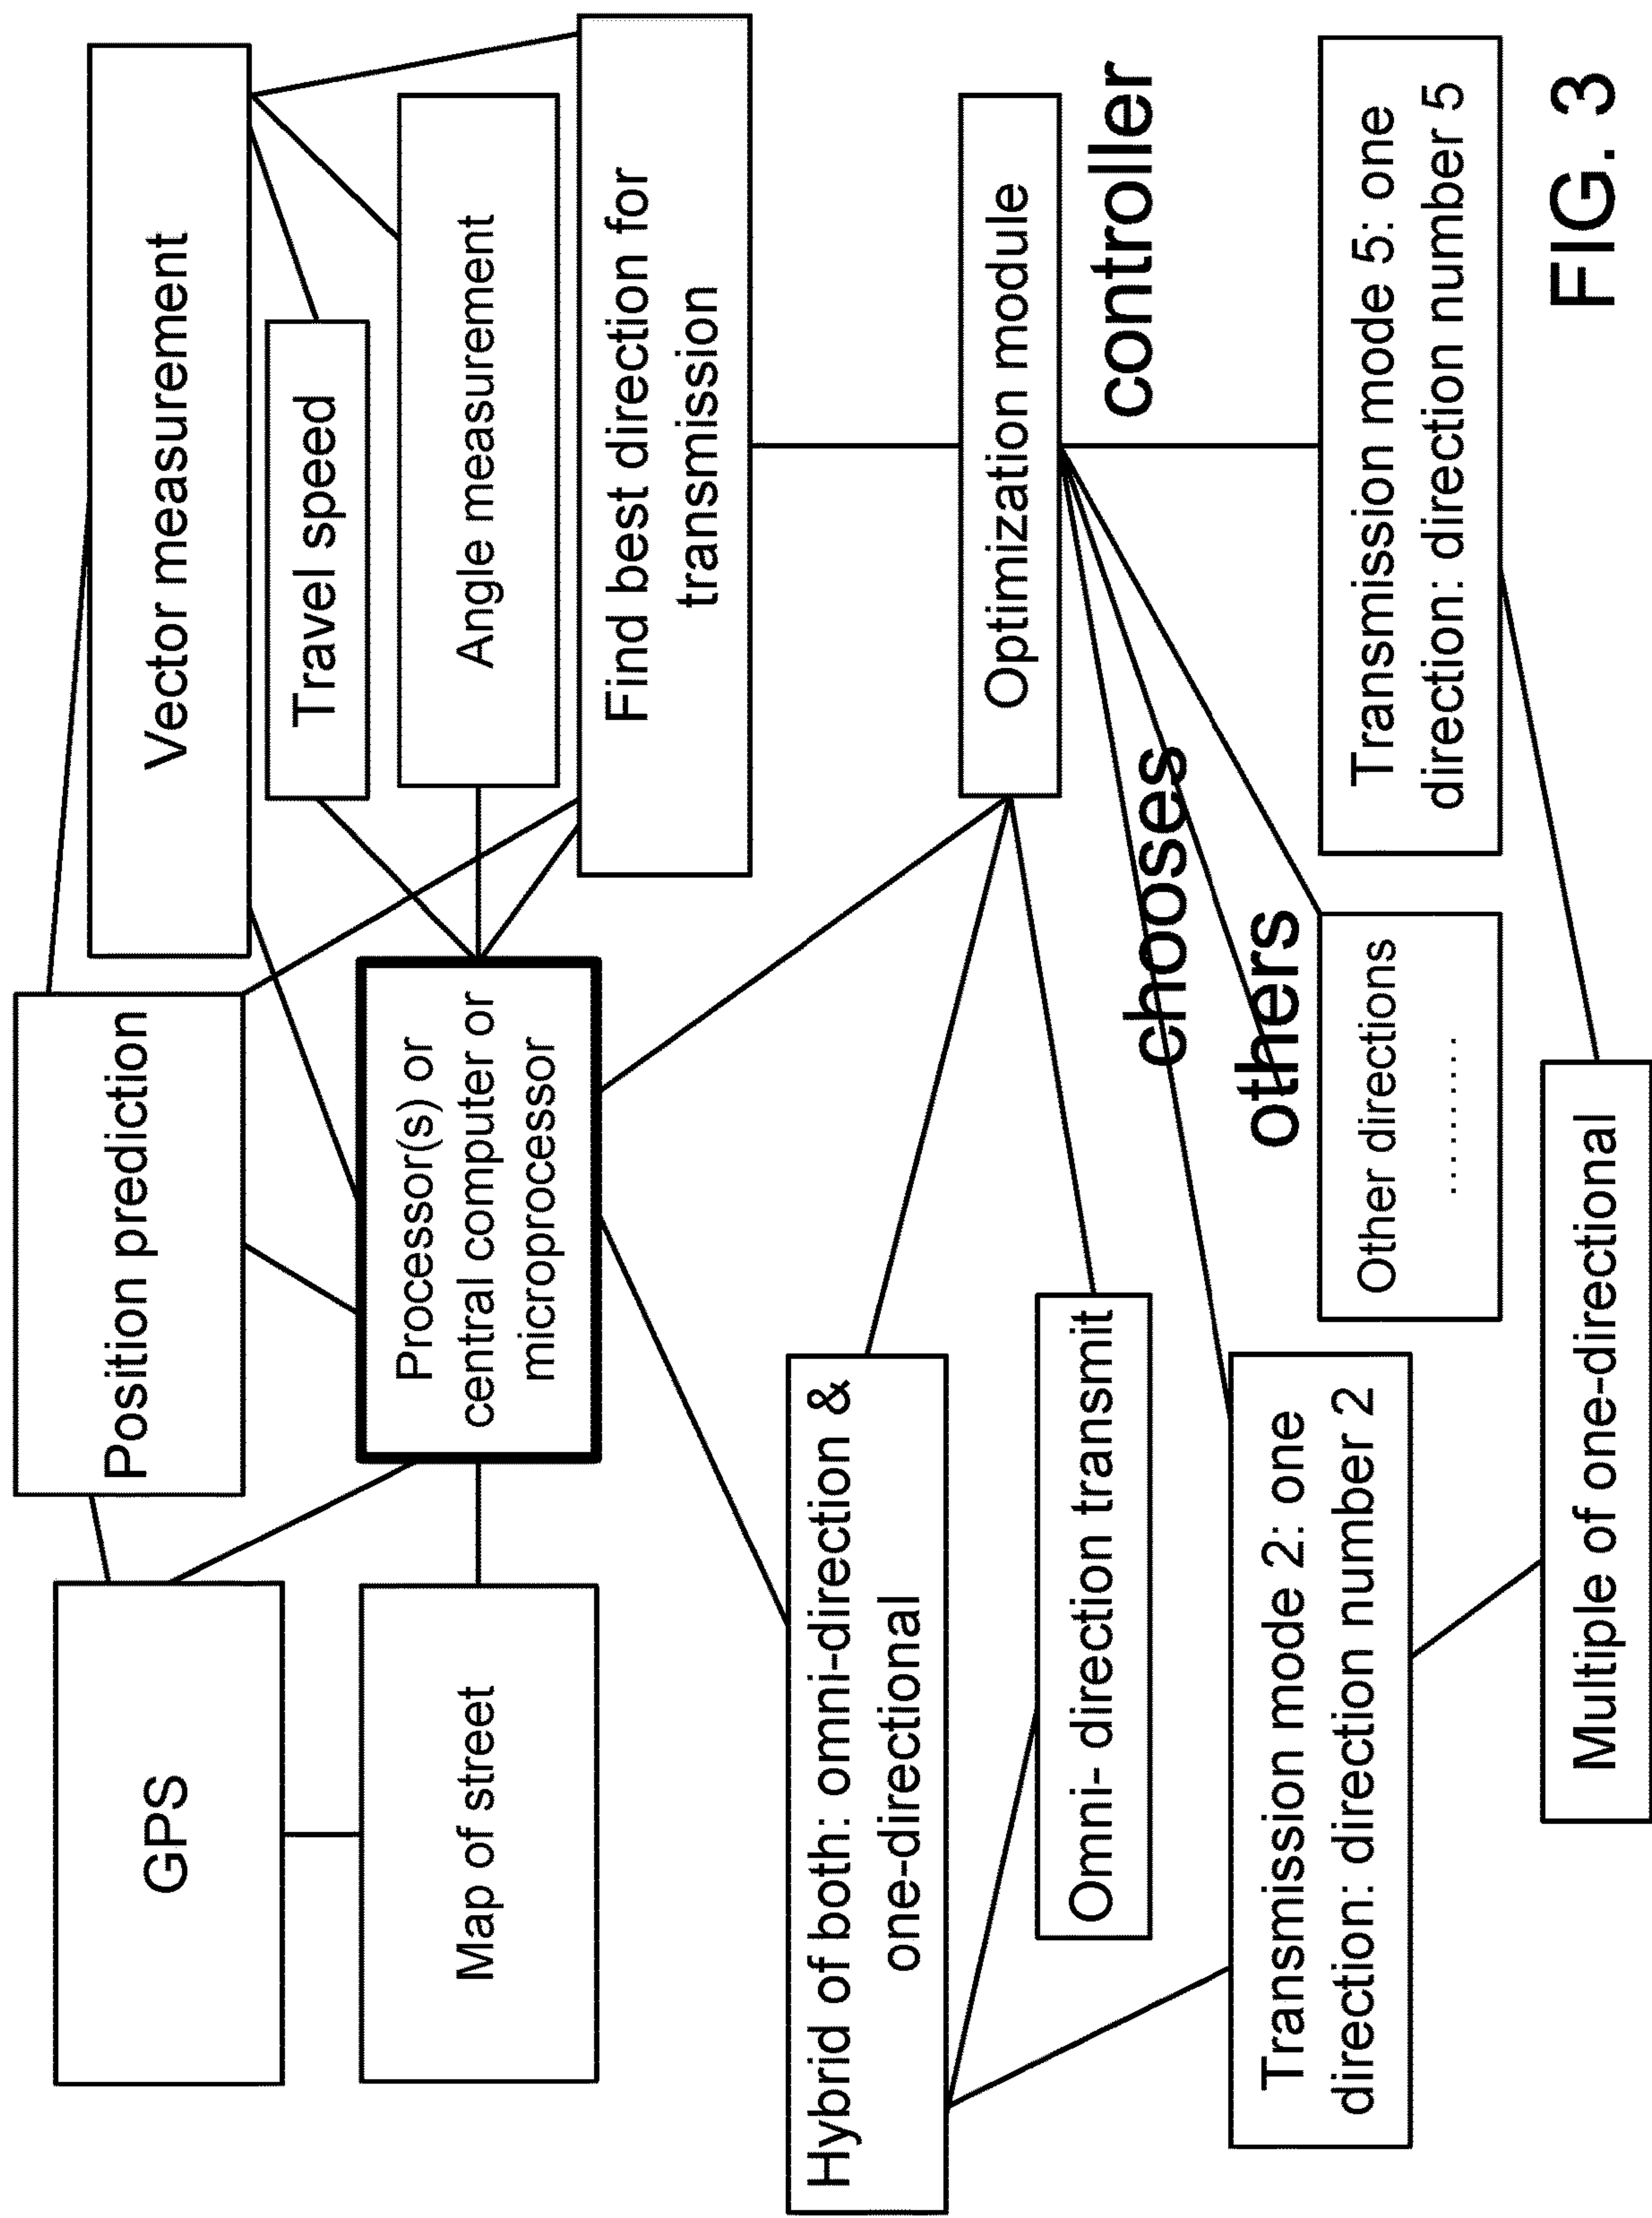 GPS
Position prediction
Vector measurement
Travel speed
Map of street
Processor(s) or
central computer or
microprocessor
Angle measurement
Find best direction for
transmission
Hybrid of both: omni-direction &
one-directional
Optimization module
controller
Omni- direction transmit
chooses
others
Transmission mode 2: one
direction: direction number 2
Other directions
.........
Transmission mode 5: one
direction: direction number 5
Multiple of one-directional
FIG. 3